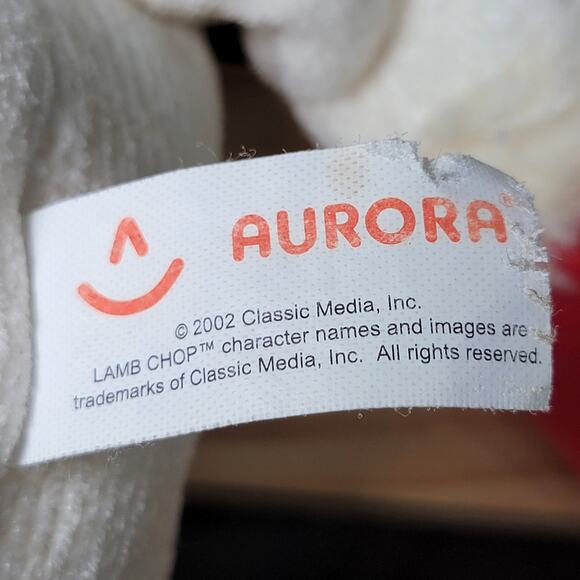 AURORA®
© 2002 Classic Media, Inc.
LAMB CHOP™ character names and images are
trademarks of Classic Media, Inc. All rights reserved.